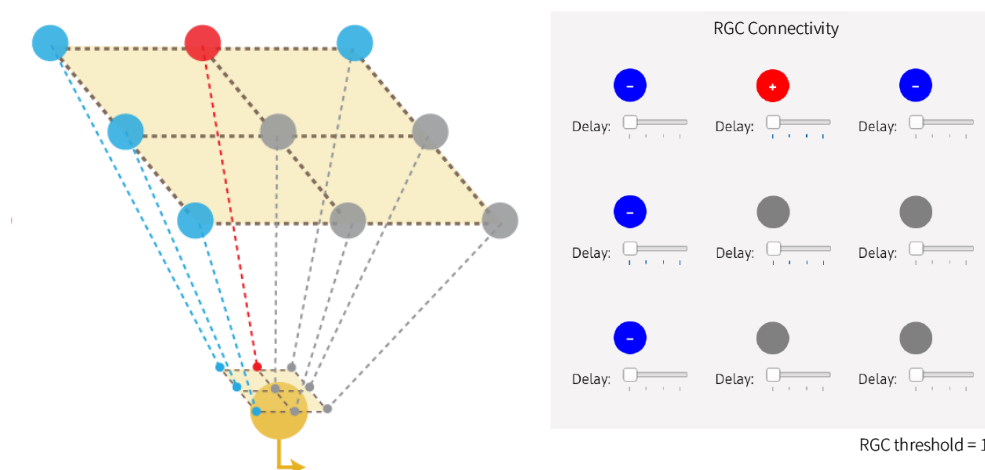 RGC Connectivity
− + −
Delay: Delay: Delay:
−
Delay: Delay: Delay:
−
Delay: Delay: Delay:
RGC threshold = 1